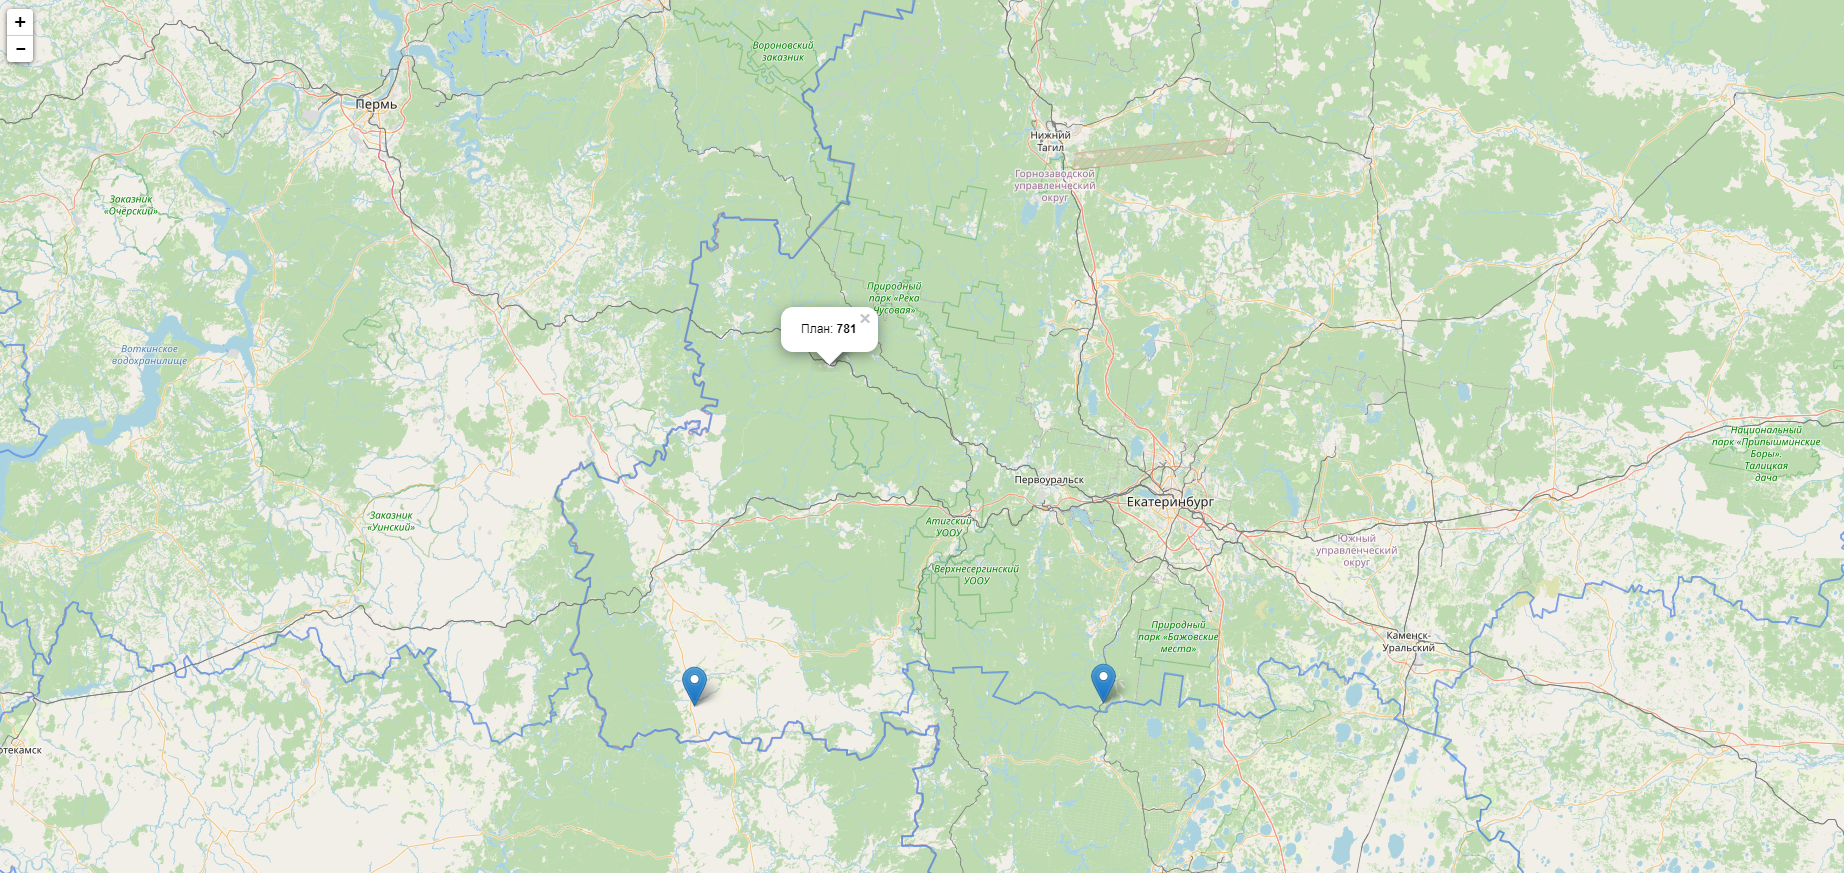 +
−
Вороновский
заказник
Пермь
Нижний
Тагил
Горнозаводской
управленческий
округ
Заказник
«Очёрский»
Природный
парк «Река
Чусовая»
План: 781
×
Воткинское
водохранилище
Национальный
парк «Припышминские
Боры».
Талицкая
дача
Первоуральск
Екатеринбург
Заказник
«Уинский»
Атигский
УООУ
Южный
управленческий
округ
Верхнесергинский
УООУ
Природный
парк «Бажовские
места»
Каменск-
Уральский
отекамск